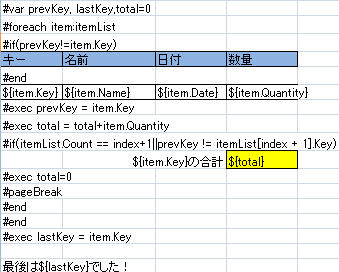 #var prevKey, lastKey,total=0
#foreach item:itemList
#if(prevKey!=item.Key)
キー 名前 日付 数量
#end
${item.Key} ${item.Name} ${item.Date} ${item.Quantity}
#exec prevKey = item.Key
#exec total = total+item.Quantity
#if(itemList.Count == index+1||prevKey != itemList[index + 1].Key)
${item.Key}の合計 ${total}
#exec total=0
#pageBreak
#end
#end
#exec lastKey = item.Key
最後は${lastKey}でした！